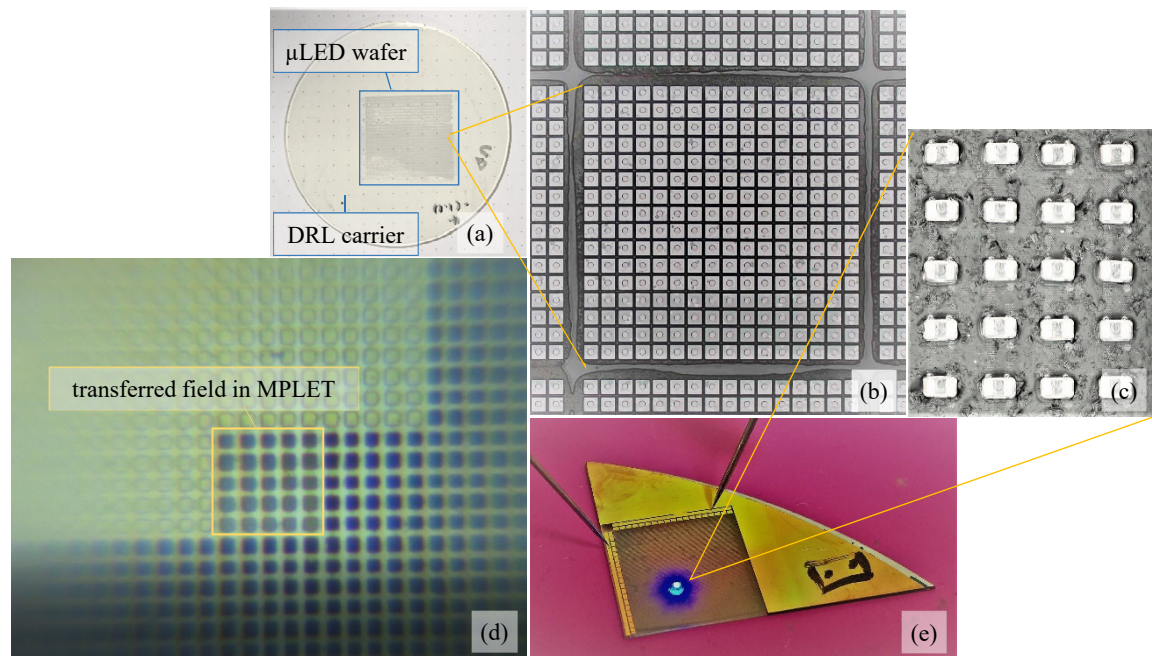 µLED wafer
DRL carrier
(a)
(b)
(c)
transferred field in MPLET
(d)
(e)